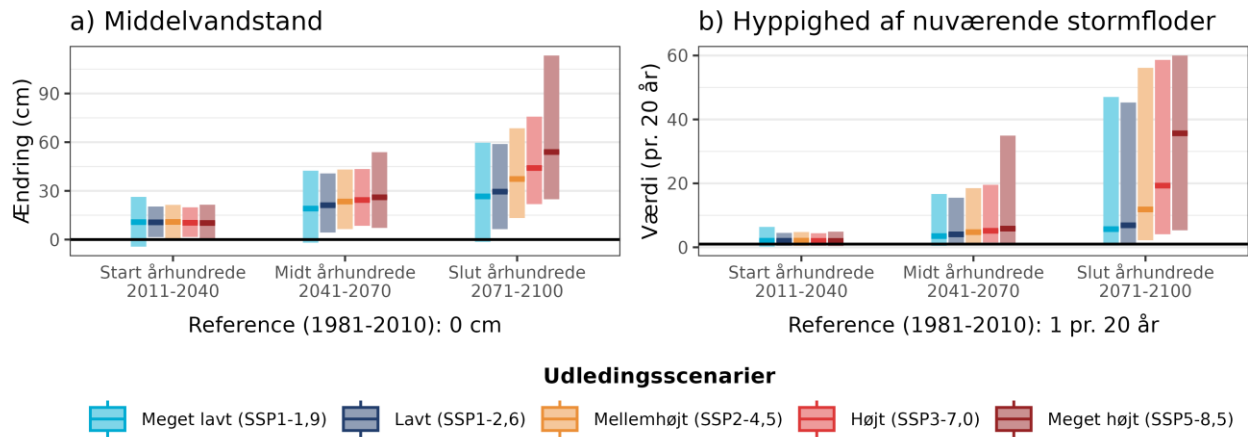 a) Middelvandstand
Ændring (cm)
90
60
30
0
Start århundrede
2011-2040
Midt århundrede
2041-2070
Slut århundrede
2071-2100
Reference (1981-2010): 0 cm
b) Hyppighed af nuværende stormfloder
Værdi (pr. 20 år)
60
40
20
0
Start århundrede
2011-2040
Midt århundrede
2041-2070
Slut århundrede
2071-2100
Reference (1981-2010): 1 pr. 20 år
Udledingsscenarier
Meget lavt (SSP1-1,9)
Lavt (SSP1-2,6)
Mellemhøjt (SSP2-4,5)
Højt (SSP3-7,0)
Meget højt (SSP5-8,5)